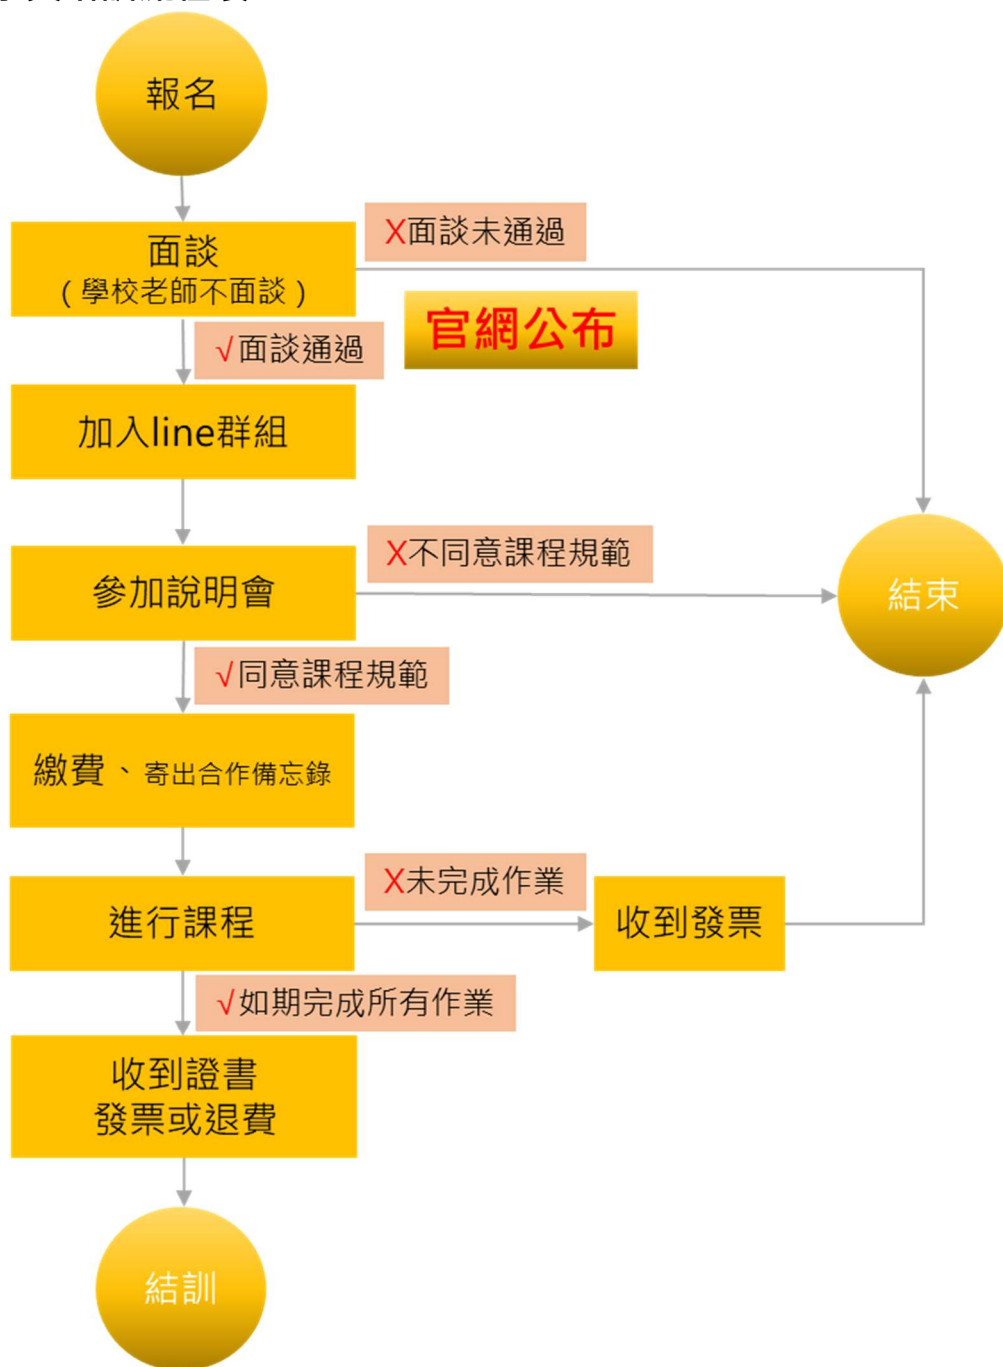 報名
面談
(學校老師不面談)
X面談未通過
官網公布
√面談通過
加入line群組
參加說明會
X不同意課程規範
結束
√同意課程規範
繳費、寄出合作備忘錄
進行課程
X未完成作業
收到發票
√如期完成所有作業
收到證書
發票或退費
結訓